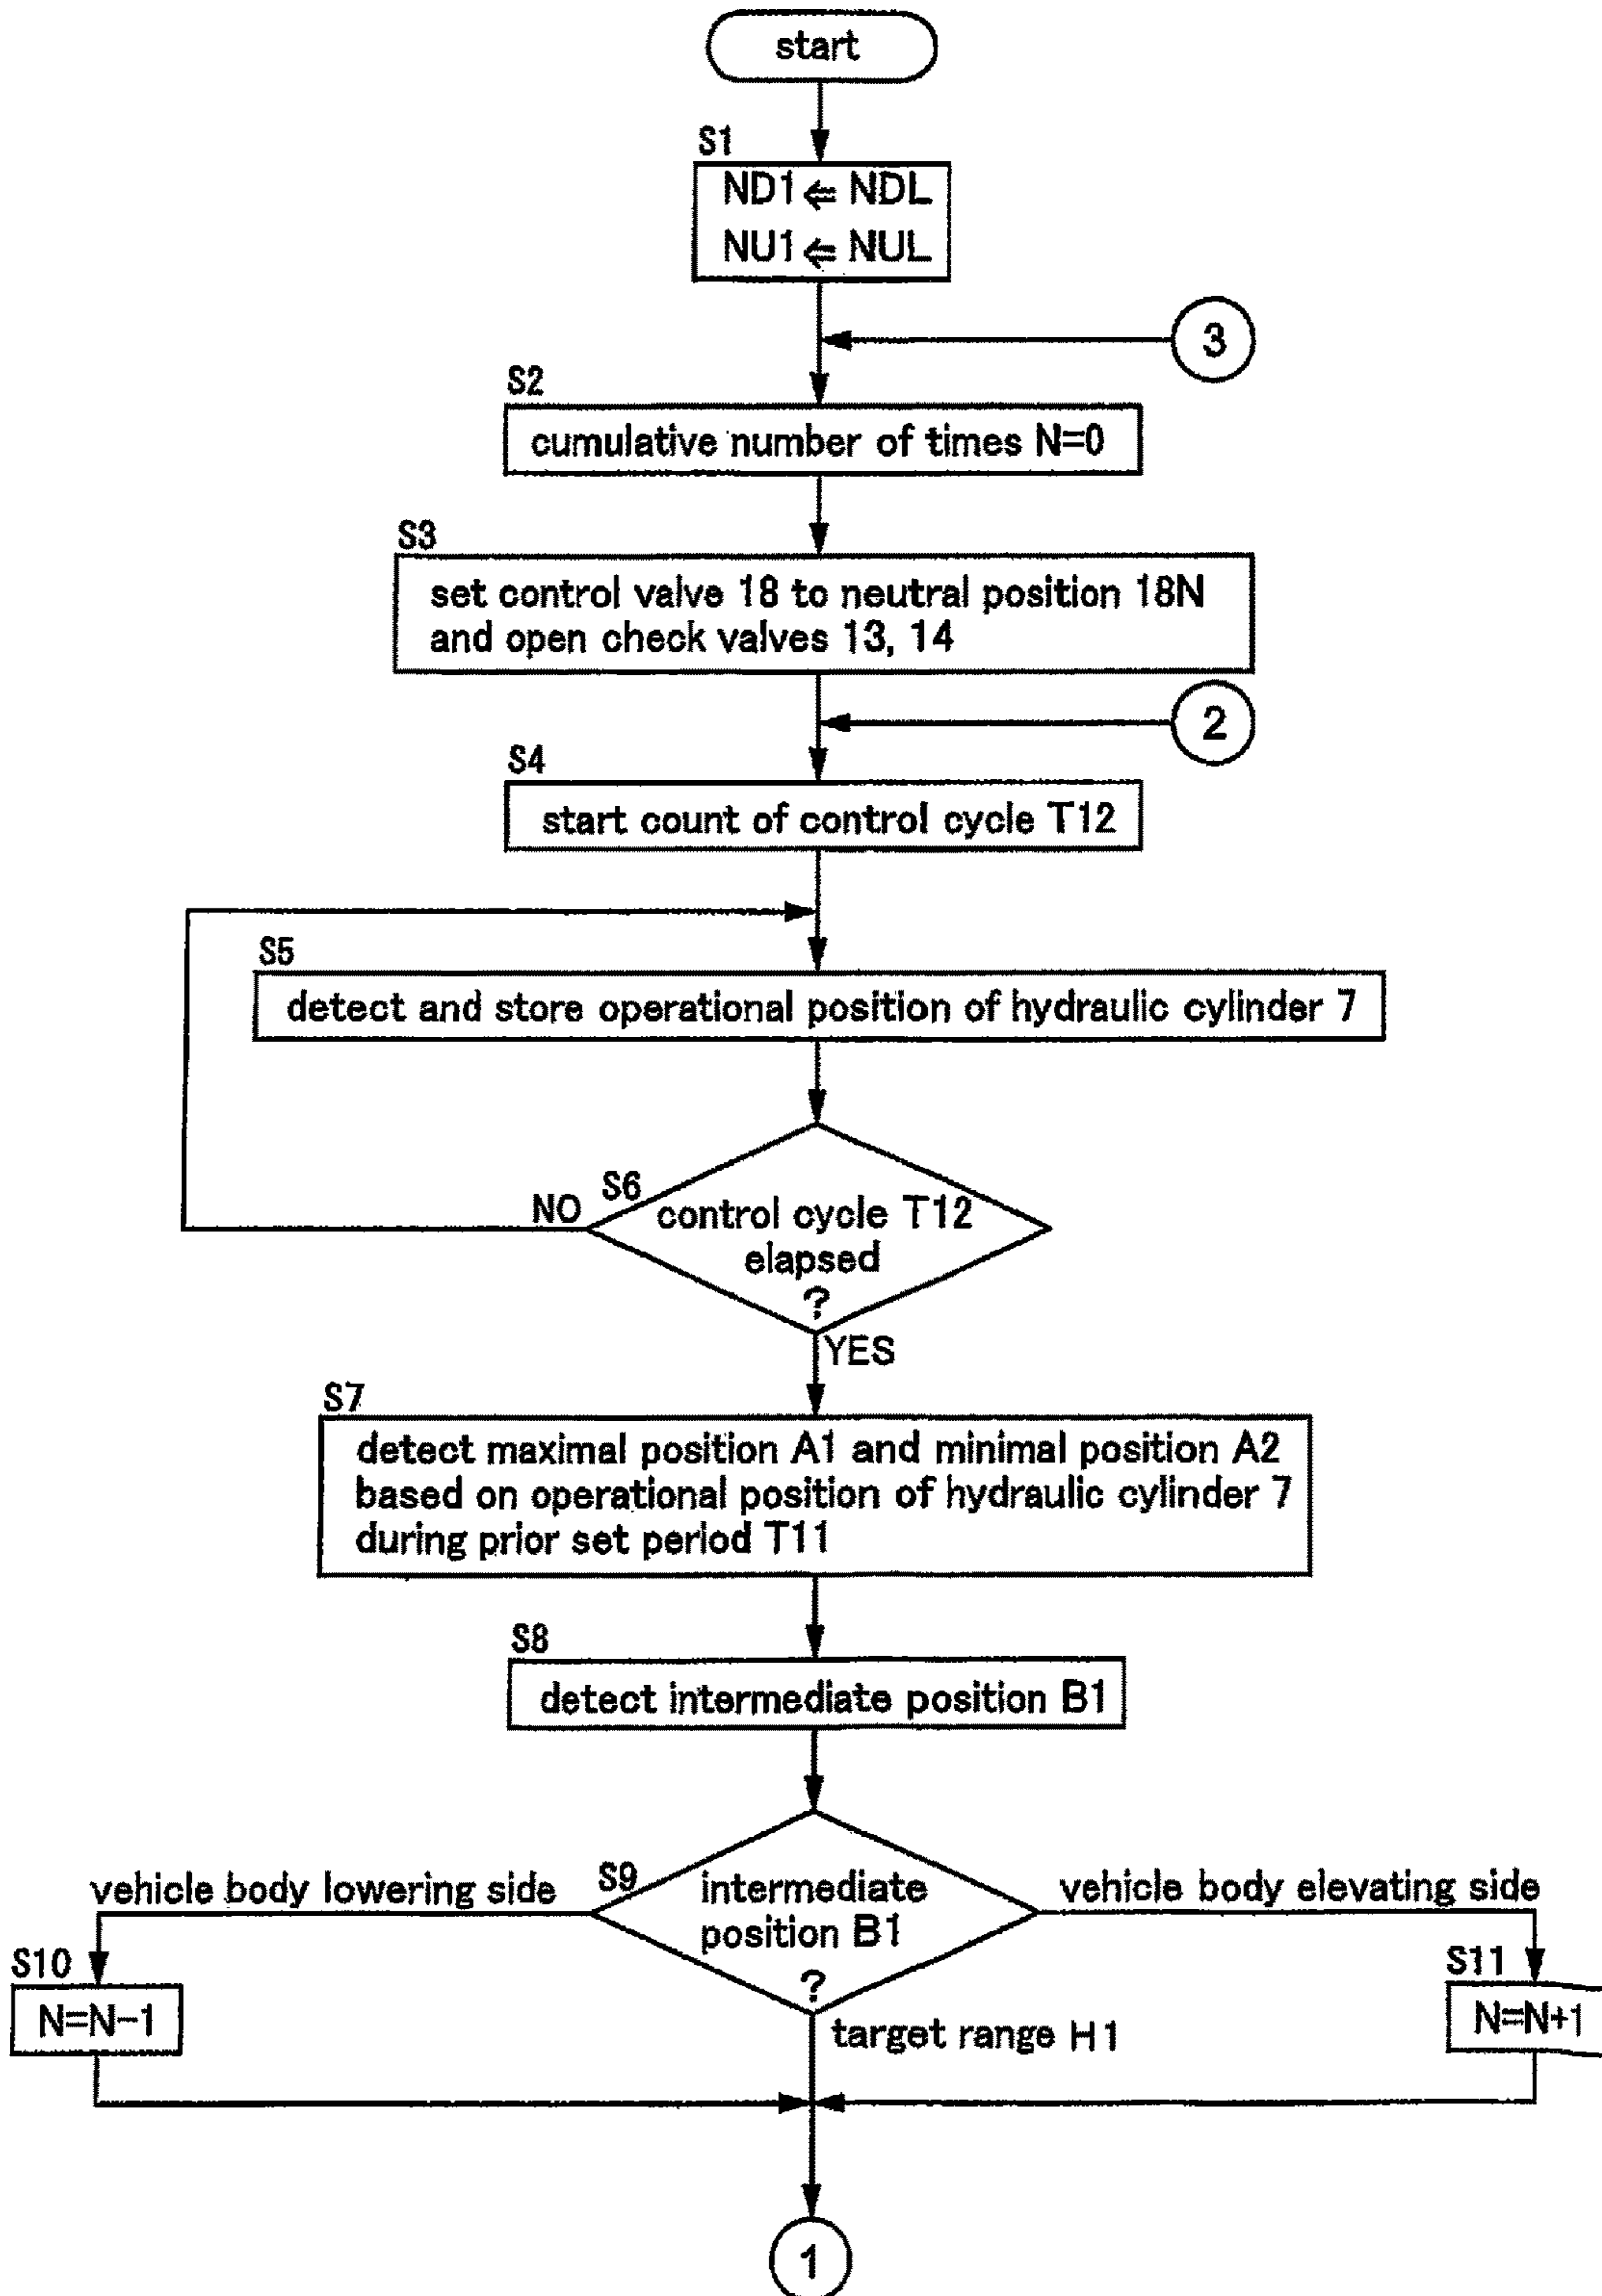 start
S1
ND1⇐NDL
NU1⇐NUL
3
S2
cumulative number of times N=0
S3
set control valve 18 to neutral position 18N
and open check valves 13, 14
2
S4
start count of control cycle T12
S5
detect and store operational position of hydraulic cylinder 7
S6
NO
control cycle T12
elapsed
?
YES
S7
detect maximal position A1 and minimal position A2
based on operational position of hydraulic cylinder 7
during prior set period T11
S8
detect intermediate position B1
vehicle body lowering side
S9
intermediate
position B1
?
vehicle body elevating side
S10
N=N-1
target range H1
S11
N=N+1
1